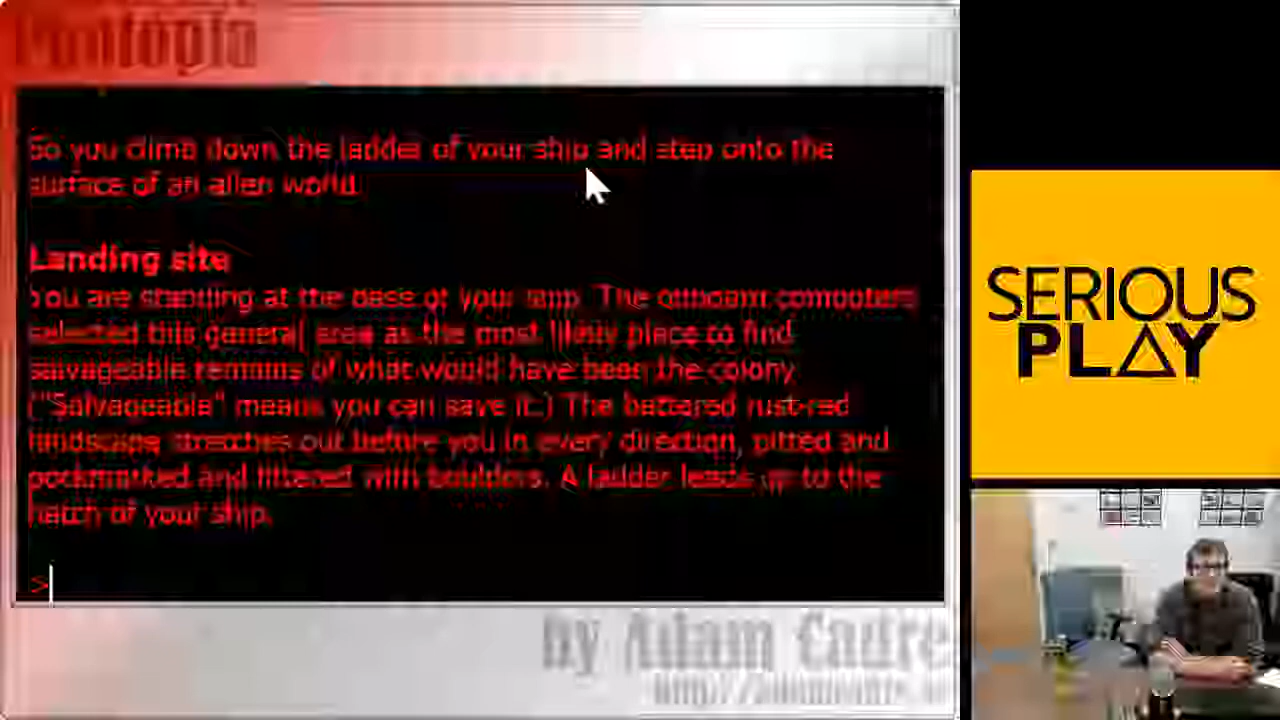 So you climb down the ladder of your ship and step onto the
surface of an alien world.
Landing site
You are standing at the base of your ship. The onboard computers
selected this general area as the most likely place to find
salvageable remains of what would have been the colony.
("Salvageable" means you can save it.) The battered rust-red
landscape stretches out before you in every direction, pitted and
pockmarked and littered with boulders. A ladder leads up to the
hatch of your ship.
>
by Adam Cadre
SERIOUS
PLAY